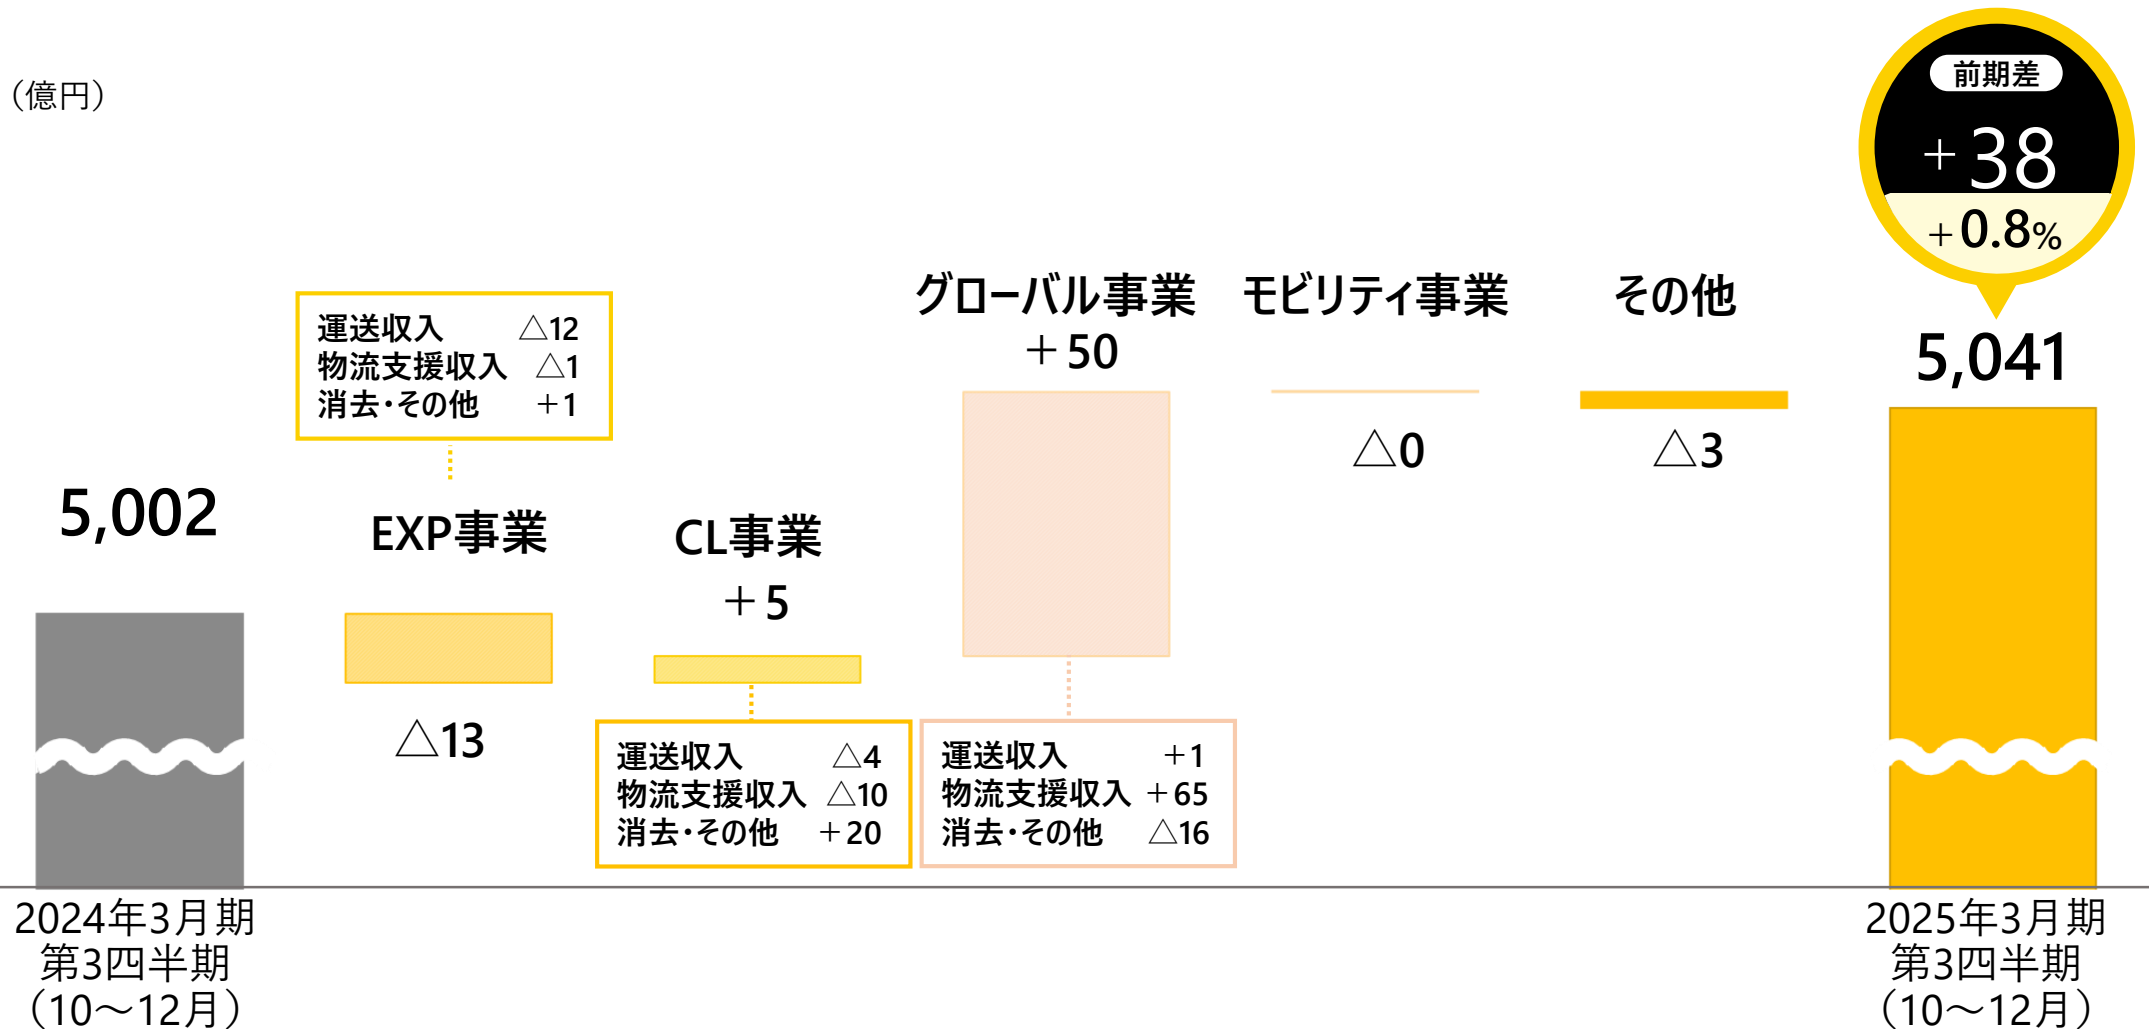 （億円）
前期差
＋38
＋0.8%
5,002
運送収入 △12
物流支援収入 △1
消去・その他 ＋1
EXP事業
△13
CL事業
＋5
運送収入 △4
物流支援収入 △10
消去・その他 ＋20
グローバル事業
＋50
運送収入 ＋1
物流支援収入 ＋65
消去・その他 △16
モビリティ事業
△0
その他
△3
5,041
2024年3月期
第3四半期
（10～12月）
2025年3月期
第3四半期
（10～12月）